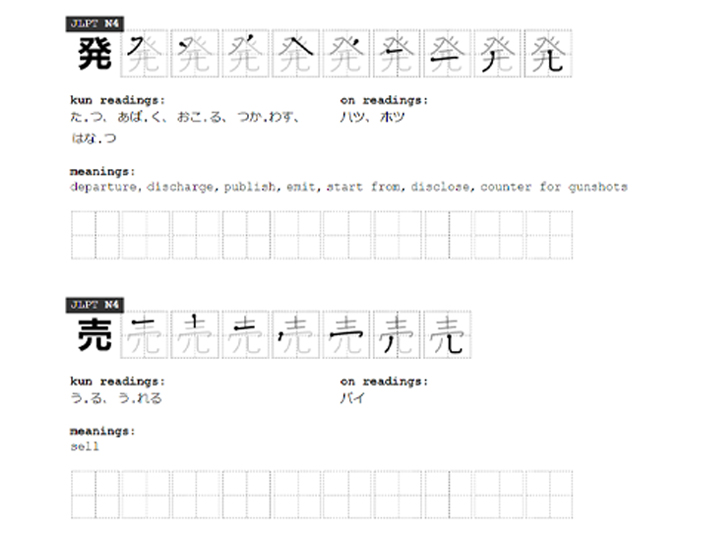 JLPT N4
発 発 発 発 発 発 発 発 発 発
kun readings: on readings:
た.つ、 あば.く、 おこ.る、 つか.わす、 ハツ、 ホツ
はな.つ
meanings:
departure, discharge, publish, emit, start from, disclose, counter for gunshots
JLPT N4
売 売 売 売 売 売 売 売
kun readings: on readings:
う.る、 う.れる バイ
meanings:
sell